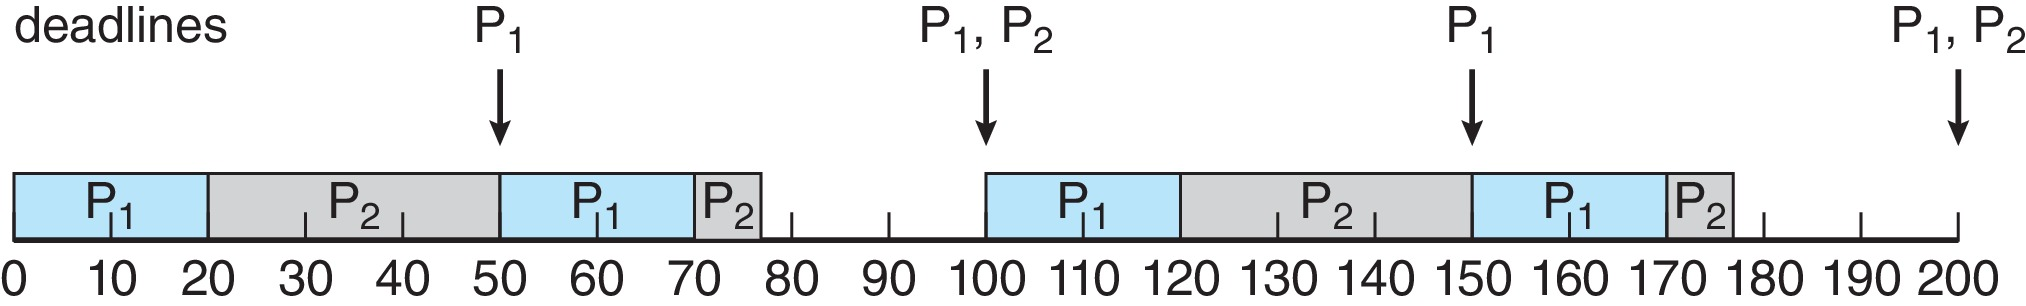 deadlines P₁ P₁, P₂ P₁ P₁, P₂
P₁ P₂ P₁ P₂ P₁ P₂ P₁ P₂
0 10 20 30 40 50 60 70 80 90 100 110 120 130 140 150 160 170 180 190 200